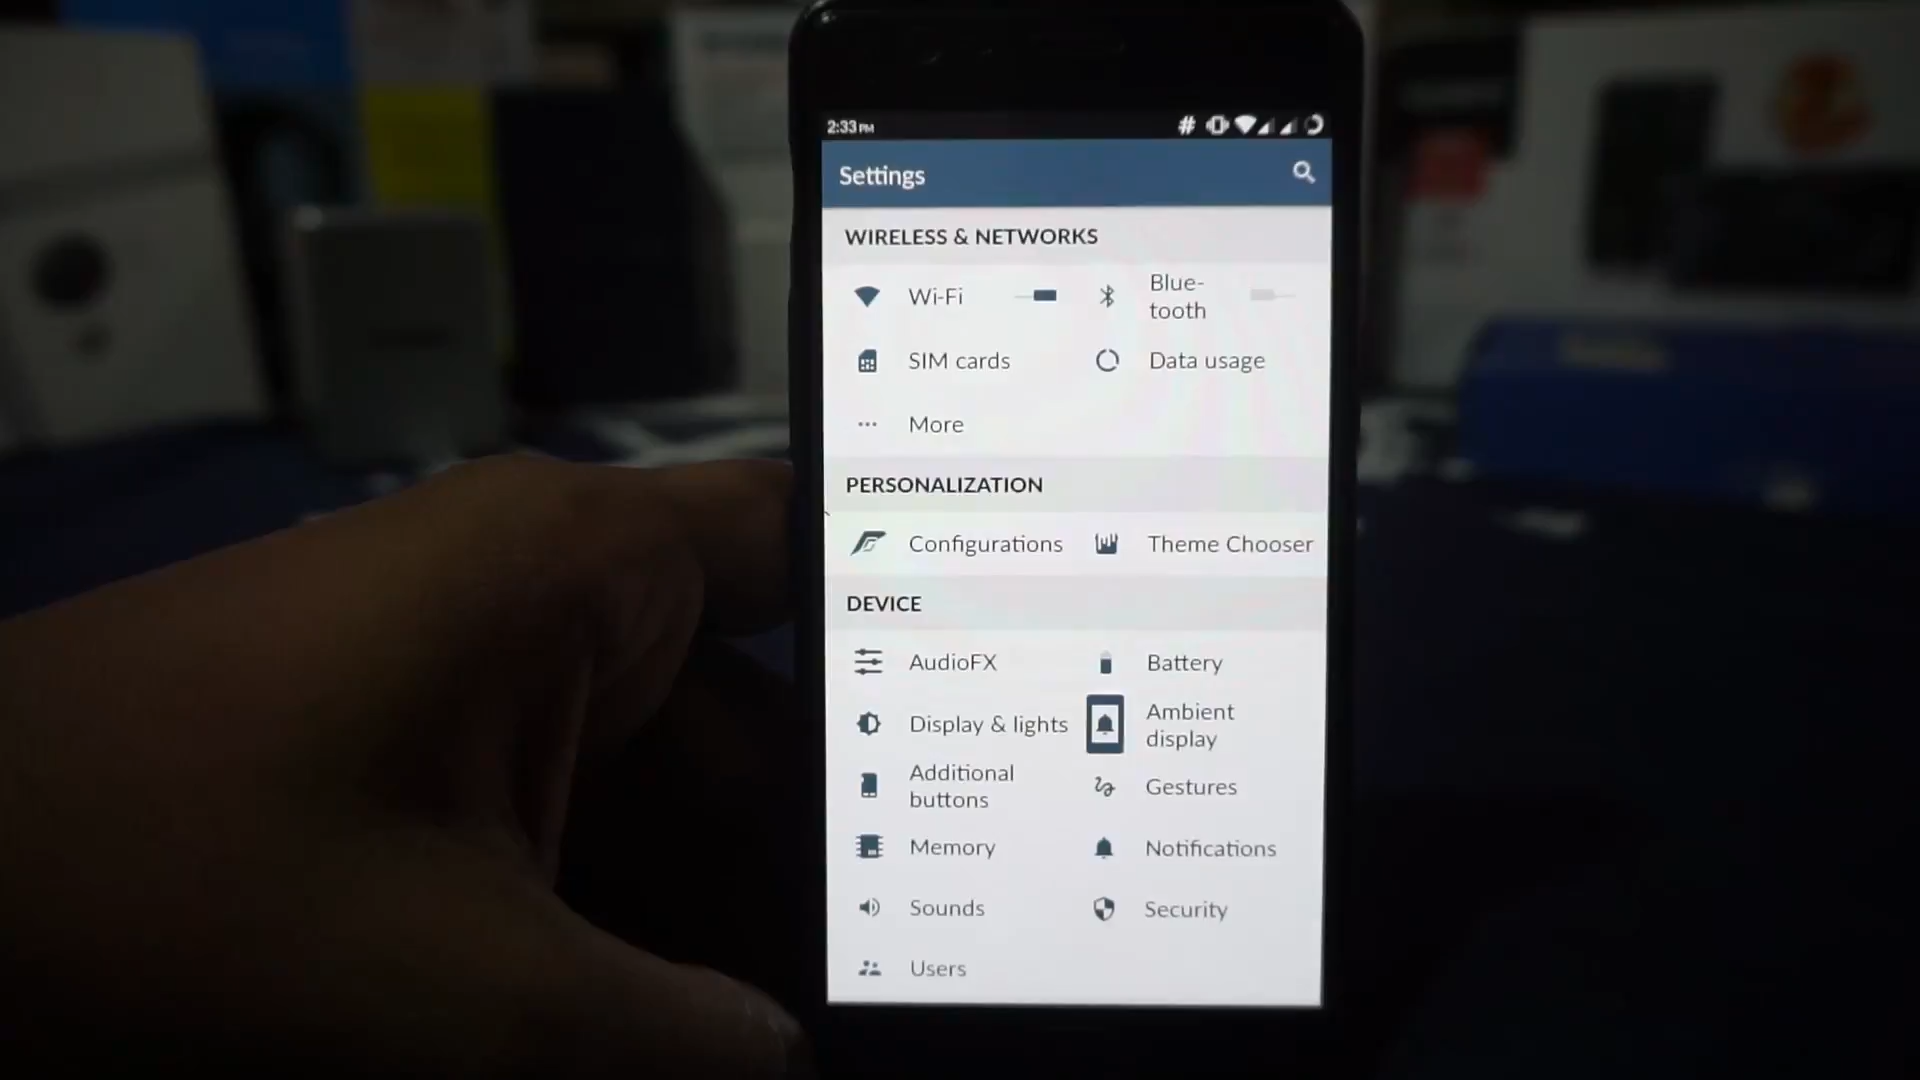 2:33 PM
Settings
WIRELESS & NETWORKS
Wi-Fi
Blue-
tooth
SIM cards
Data usage
More
PERSONALIZATION
Configurations
Theme Chooser
DEVICE
AudioFX
Battery
Display & lights
Ambient
display
Additional
buttons
Gestures
Memory
Notifications
Sounds
Security
Users